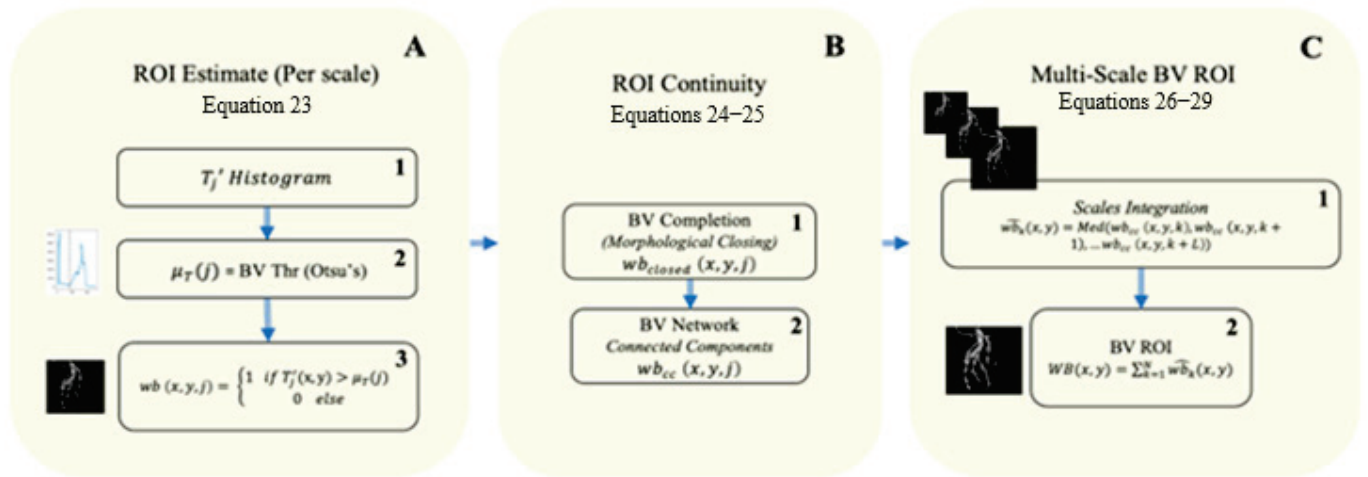 A
ROI Estimate (Per scale)
Equation 23
1
T_j' Histogram
2
μ_T(j) = BV Thr (Otsu's)
3
wb (x, y, j) = {1 if T_j'(x, y) > μ_T(j)
0 else
B
ROI Continuity
Equations 24–25
1
BV Completion
(Morphological Closing)
wb_closed (x, y, j)
2
BV Network
Connected Components
wb_cc (x, y, j)
C
Multi-Scale BV ROI
Equations 26–29
1
Scales Integration
w͠b_k(x, y) = Med(wb_cc (x, y, k), wb_cc (x, y, k +
1), … wb_cc (x, y, k + L))
2
BV ROI
WB(x, y) = ∑_{k=1}^{N} w͠b_k(x, y)